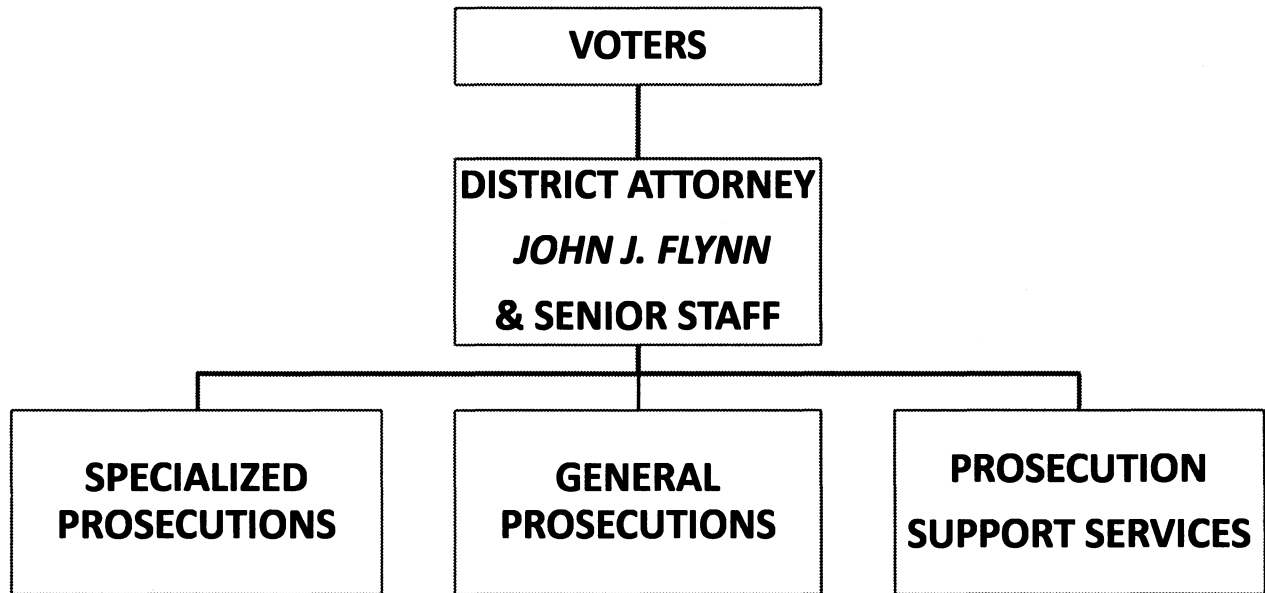 VOTERS
DISTRICT ATTORNEY
JOHN J. FLYNN
& SENIOR STAFF
SPECIALIZED
PROSECUTIONS
GENERAL
PROSECUTIONS
PROSECUTION
SUPPORT SERVICES